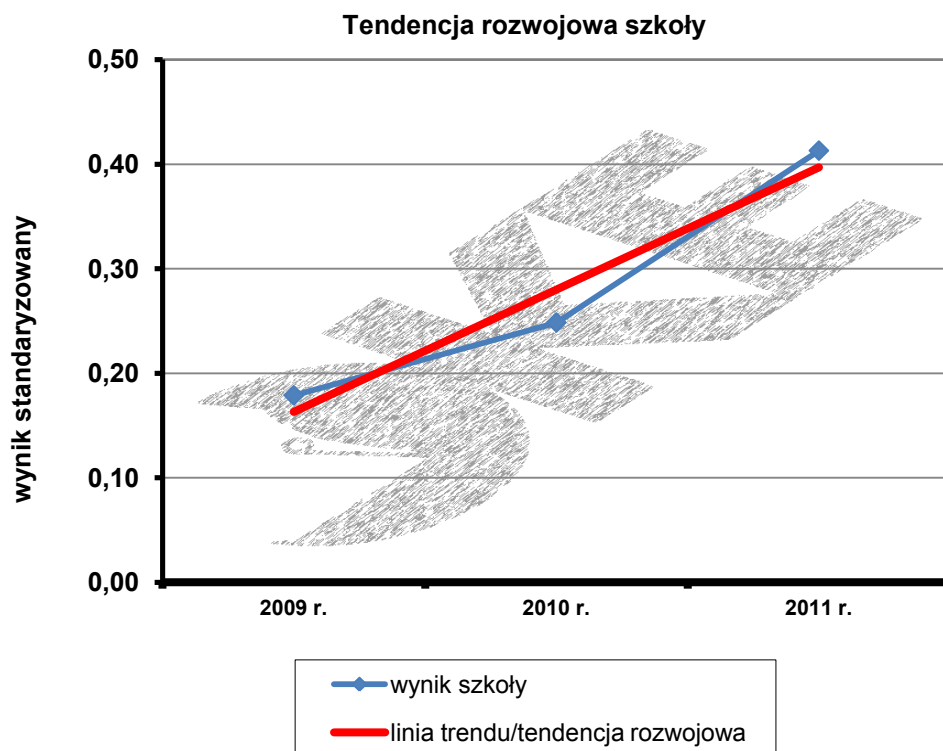 Tendencja rozwojowa szkoły
wynik standaryzowany
0,50
0,40
0,30
0,20
0,10
0,00
2009 r. 2010 r. 2011 r.
wynik szkoły
linia trendu/tendencja rozwojowa